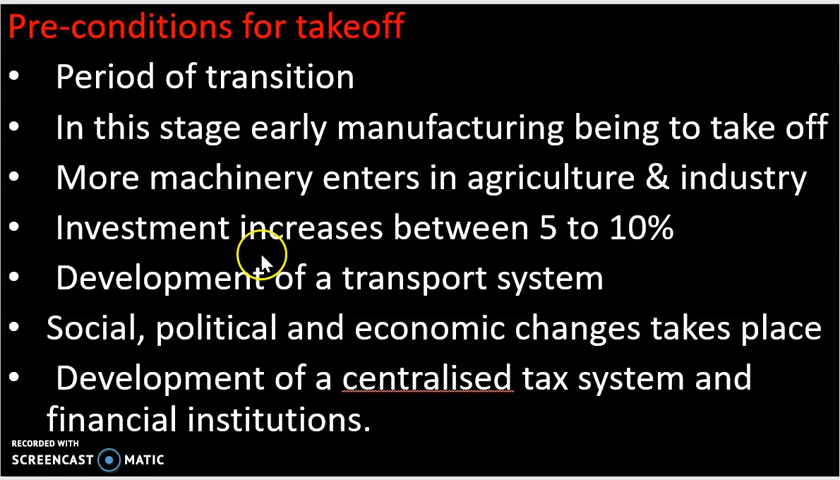 Pre-conditions for takeoff
• Period of transition
• In this stage early manufacturing being to take off
• More machinery enters in agriculture & industry
• Investment increases between 5 to 10%
• Development of a transport system
• Social, political and economic changes takes place
• Development of a centralised tax system and
financial institutions.
RECORDED WITH
SCREENCAST MATIC